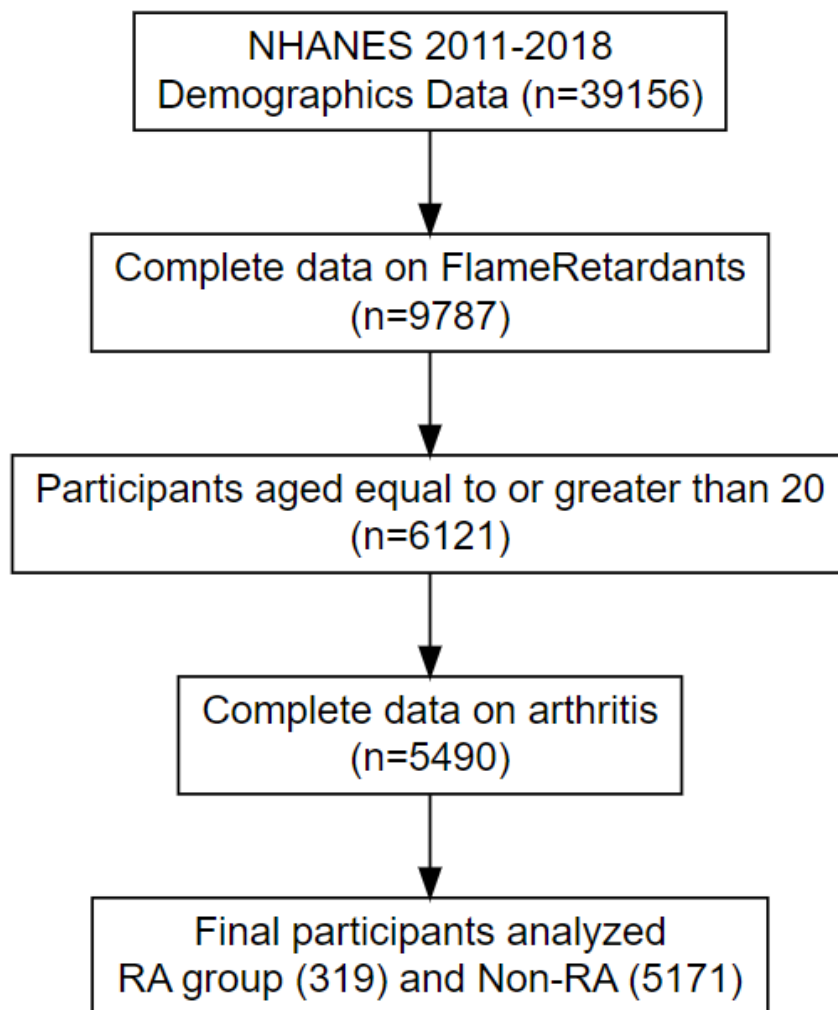 NHANES 2011-2018
Demographics Data (n=39156)
Complete data on FlameRetardants
(n=9787)
Participants aged equal to or greater than 20
(n=6121)
Complete data on arthritis
(n=5490)
Final participants analyzed
RA group (319) and Non-RA (5171)